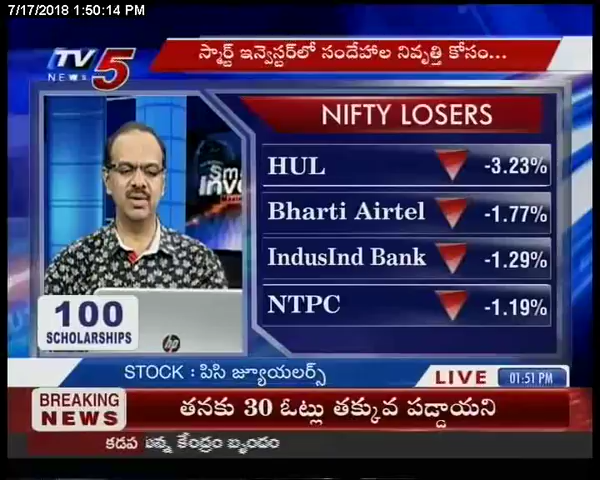 7/17/2018 1:50:14 PM
TV5
NEWS
స్మార్ట్ ఇన్వెస్టర్‌లో సందేహాల నివృత్తి కోసం...
NIFTY LOSERS
HUL -3.23%
Bharti Airtel -1.77%
IndusInd Bank -1.29%
NTPC -1.19%
hp
100
SCHOLARSHIPS
STOCK : పిసి జ్యూయలర్స్
LIVE 01:51 PM
BREAKING
NEWS
తనకు 30 ఓట్లు తక్కువ పడ్డాయని
కడప కేంద్రం బృందం